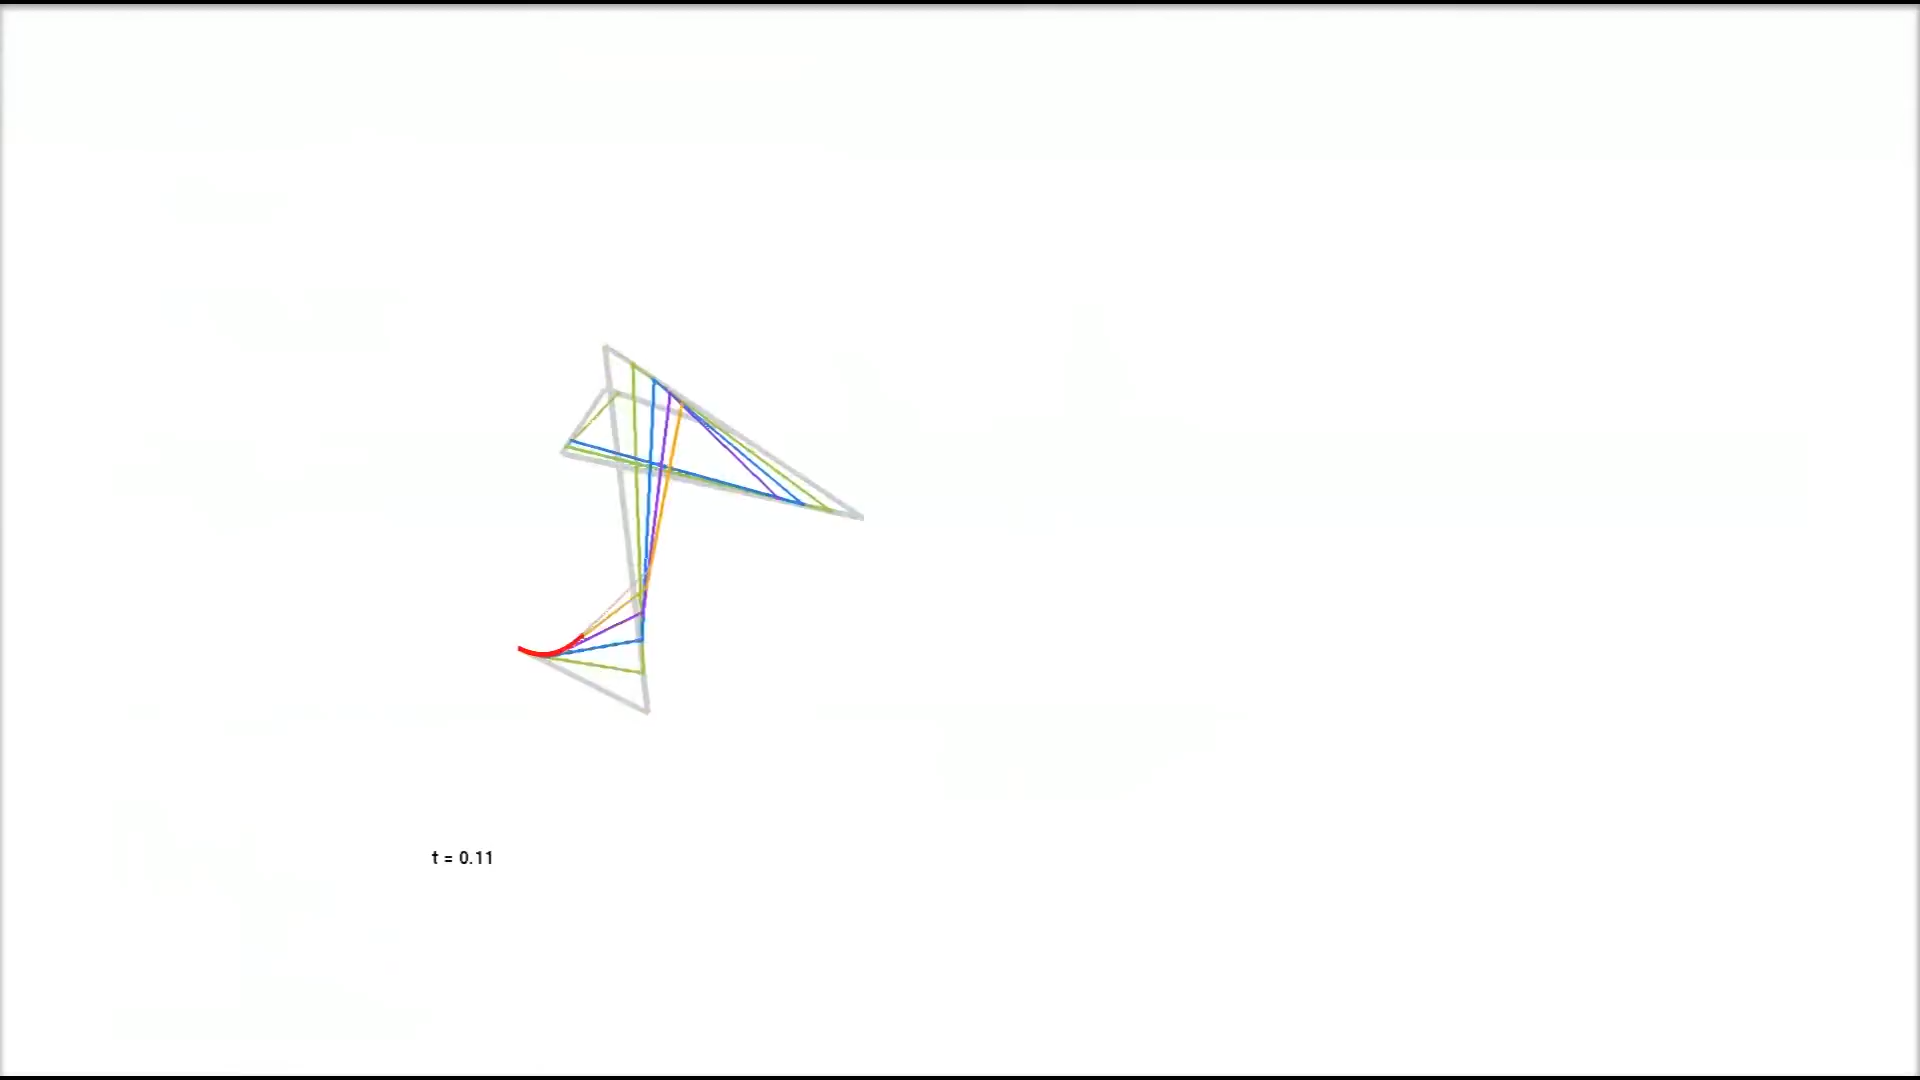 t = 0.11